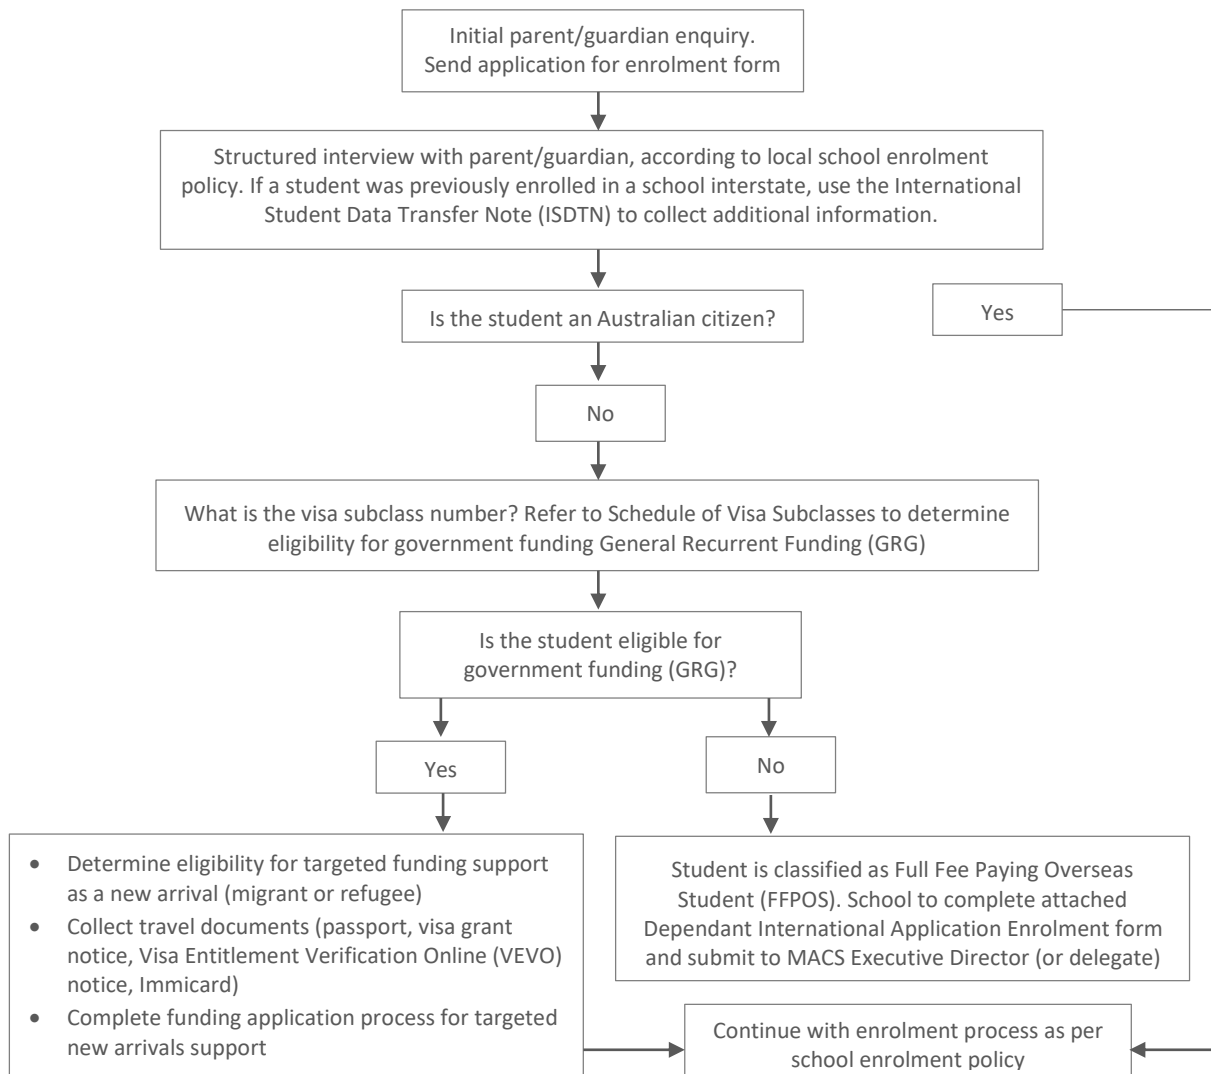 Initial parent/guardian enquiry.
Send application for enrolment form
Structured interview with parent/guardian, according to local school enrolment
policy. If a student was previously enrolled in a school interstate, use the International
Student Data Transfer Note (ISDTN) to collect additional information.
Is the student an Australian citizen?
Yes
No
What is the visa subclass number? Refer to Schedule of Visa Subclasses to determine
eligibility for government funding General Recurrent Funding (GRG)
Is the student eligible for
government funding (GRG)?
Yes
No
• Determine eligibility for targeted funding support
as a new arrival (migrant or refugee)
• Collect travel documents (passport, visa grant
notice, Visa Entitlement Verification Online (VEVO)
notice, Immicard)
• Complete funding application process for targeted
new arrivals support
Student is classified as Full Fee Paying Overseas
Student (FFPOS). School to complete attached
Dependant International Application Enrolment form
and submit to MACS Executive Director (or delegate)
Continue with enrolment process as per
school enrolment policy